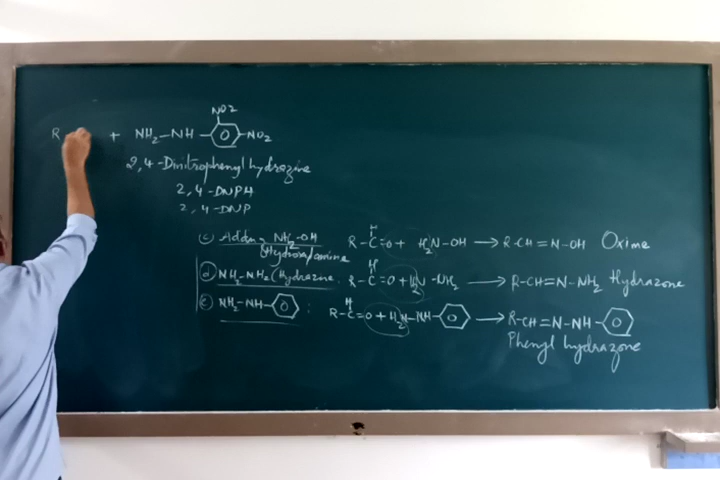 NO2
R + NH2-NH- -NO2
2,4-Dinitrophenyl hydrazine
2,4-DNPH
2,4-DNP
(c) Addn NH2-OH (Hydroxylamine
H
R-C=O + H2N-OH → R-CH=N-OH Oxime
(d) NH2-NH2 (Hydrazine.
H
R-C=O + H2N-NH2 → R-CH=N-NH2 Hydrazone
(e) NH2-NH- :
H
R-C=O + H2N-NH- → R-CH=N-NH-
Phenyl hydrazone